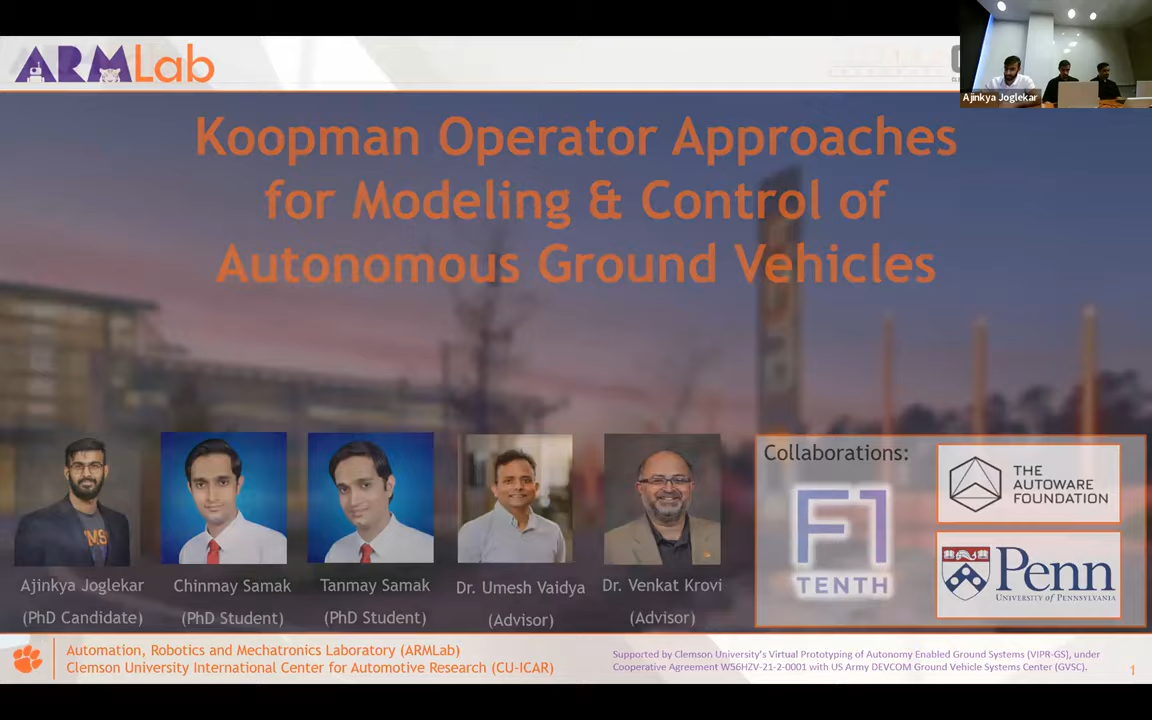 ARMLab
Ajinkya Joglekar
Koopman Operator Approaches
for Modeling & Control of
Autonomous Ground Vehicles
Collaborations:
F1
TENTH
THE
AUTOWARE
FOUNDATION
Penn
UNIVERSITY OF PENNSYLVANIA
Ajinkya Joglekar
(PhD Candidate)
Chinmay Samak
(PhD Student)
Tanmay Samak
(PhD Student)
Dr. Umesh Vaidya
(Advisor)
Dr. Venkat Krovi
(Advisor)
Automation, Robotics and Mechatronics Laboratory (ARMLab)
Clemson University International Center for Automotive Research (CU-ICAR)
Supported by Clemson University's Virtual Prototyping of Autonomy Enabled Ground Systems (VIPR-GS), under
Cooperative Agreement W56HZV-21-2-0001 with US Army DEVCOM Ground Vehicle Systems Center (GVSC).
1